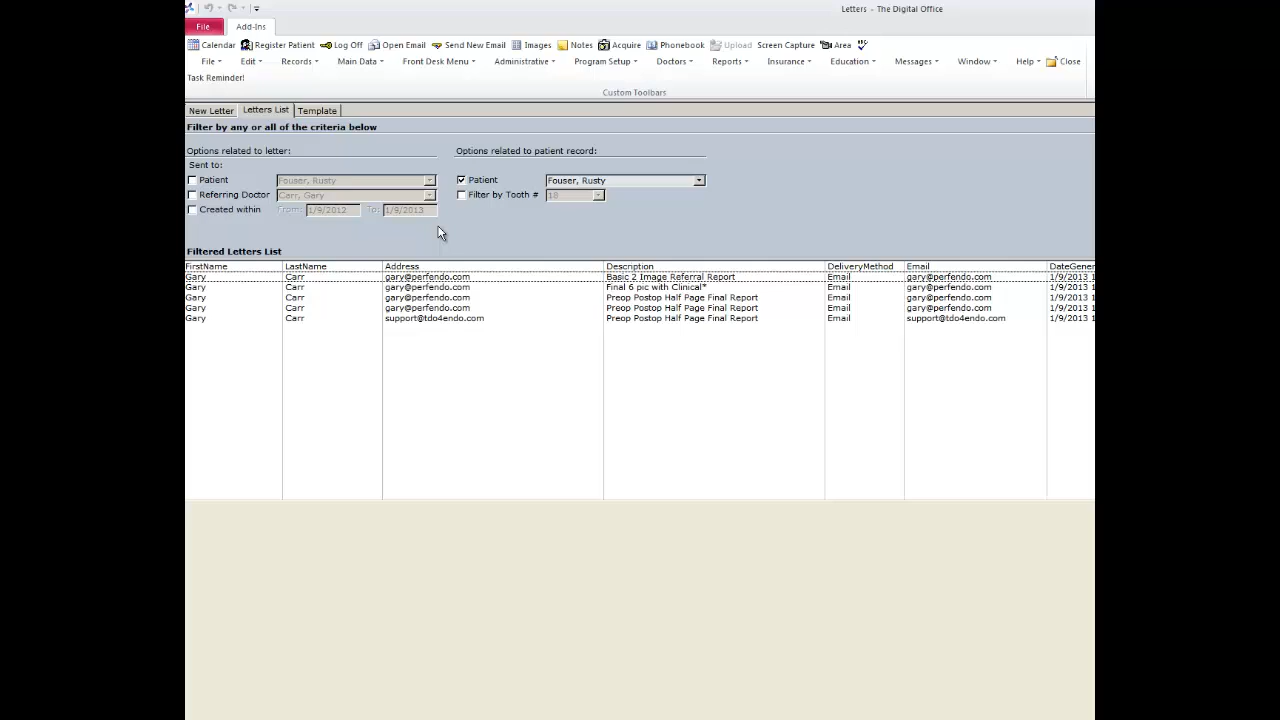 Letters - The Digital Office
File Add-Ins
Calendar Register Patient Log Off Open Email Send New Email Images Notes Acquire Phonebook Upload Screen Capture Area
File Edit Records Main Data Front Desk Menu Administrative Program Setup Doctors Reports Insurance Education Messages Window Help Close
Task Reminder!
Custom Toolbars
New Letter Letters List Template
Filter by any or all of the criteria below
Options related to letter: Options related to patient record:
Sent to:
Patient Fouser, Rusty Patient Fouser, Rusty
Referring Doctor Carr, Gary Filter by Tooth # 18
Created within From: 1/9/2012 To: 1/9/2013
Filtered Letters List
FirstName LastName Address Description DeliveryMethod Email DateGener
Gary Carr gary@perfendo.com Basic 2 Image Referral Report Email gary@perfendo.com 1/9/2013 1
Gary Carr gary@perfendo.com Final 6 pic with Clinical* Email gary@perfendo.com 1/9/2013 1
Gary Carr gary@perfendo.com Preop Postop Half Page Final Report Email gary@perfendo.com 1/9/2013 1
Gary Carr gary@perfendo.com Preop Postop Half Page Final Report Email gary@perfendo.com 1/9/2013 1
Gary Carr support@tdo4endo.com Preop Postop Half Page Final Report Email support@tdo4endo.com 1/9/2013 1